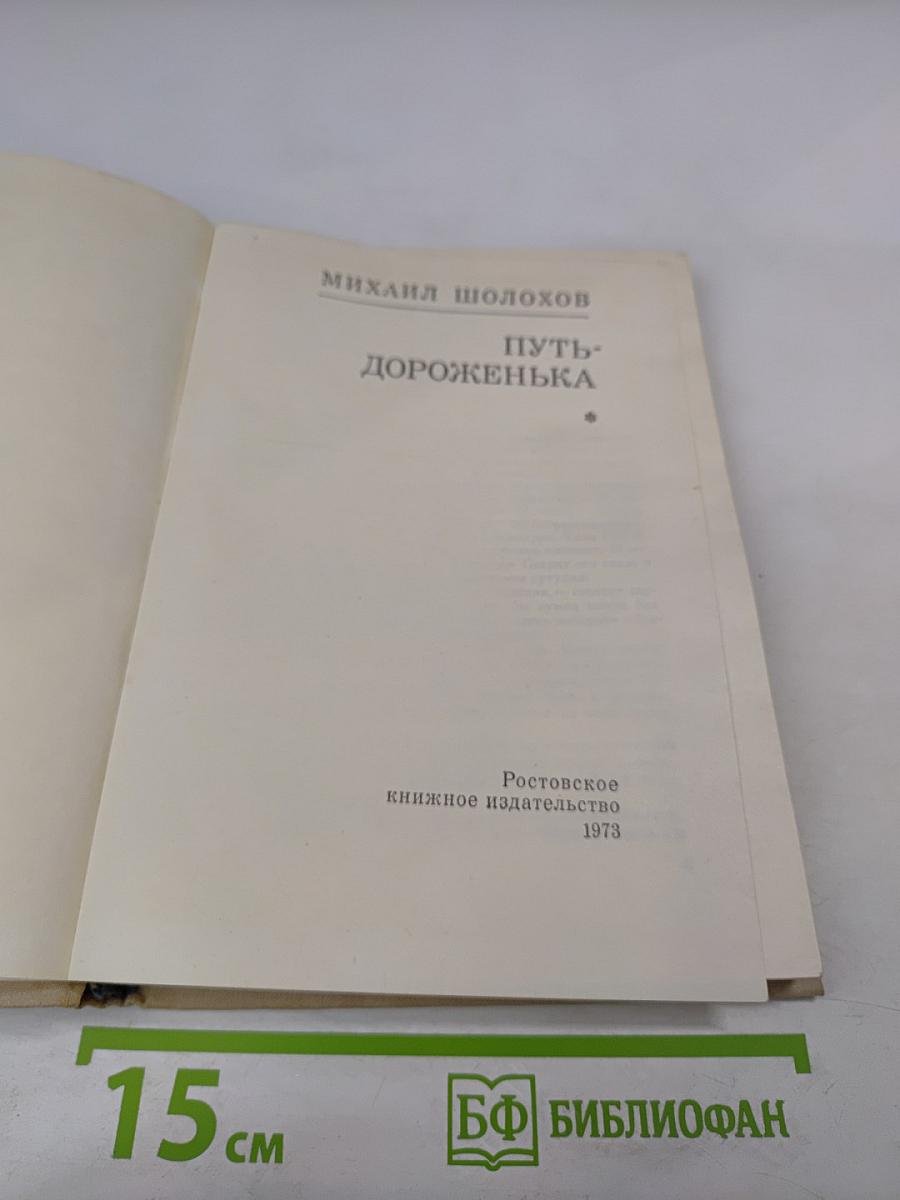 МИХАИЛ ШОЛОХОВ
ПУТЬ-
ДОРОЖЕНЬКА
*
Ростовское
книжное издательство
1973
15 см
БФ БИБЛИОФАН